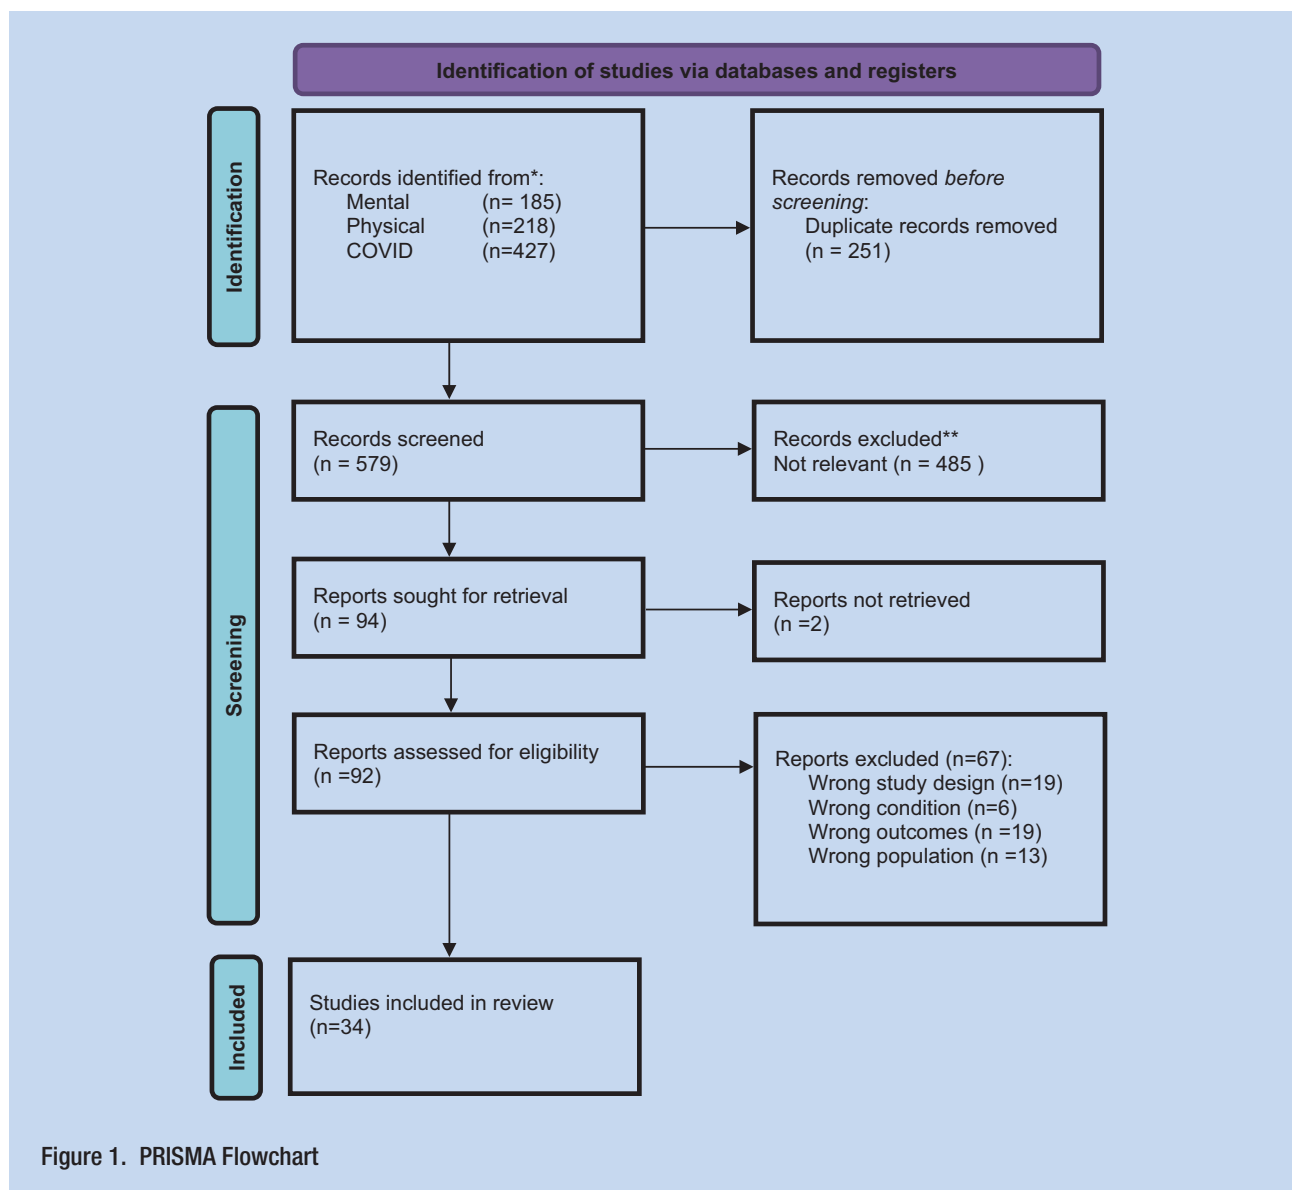 Identification of studies via databases and registers
Identification
Records identified from*:
Mental (n= 185)
Physical (n=218)
COVID (n=427)
Records removed before
screening:
Duplicate records removed
(n = 251)
Screening
Records screened
(n = 579)
Records excluded**
Not relevant (n = 485 )
Reports sought for retrieval
(n = 94)
Reports not retrieved
(n =2)
Reports assessed for eligibility
(n =92)
Reports excluded (n=67):
Wrong study design (n=19)
Wrong condition (n=6)
Wrong outcomes (n =19)
Wrong population (n =13)
Included
Studies included in review
(n=34)
Figure 1. PRISMA Flowchart